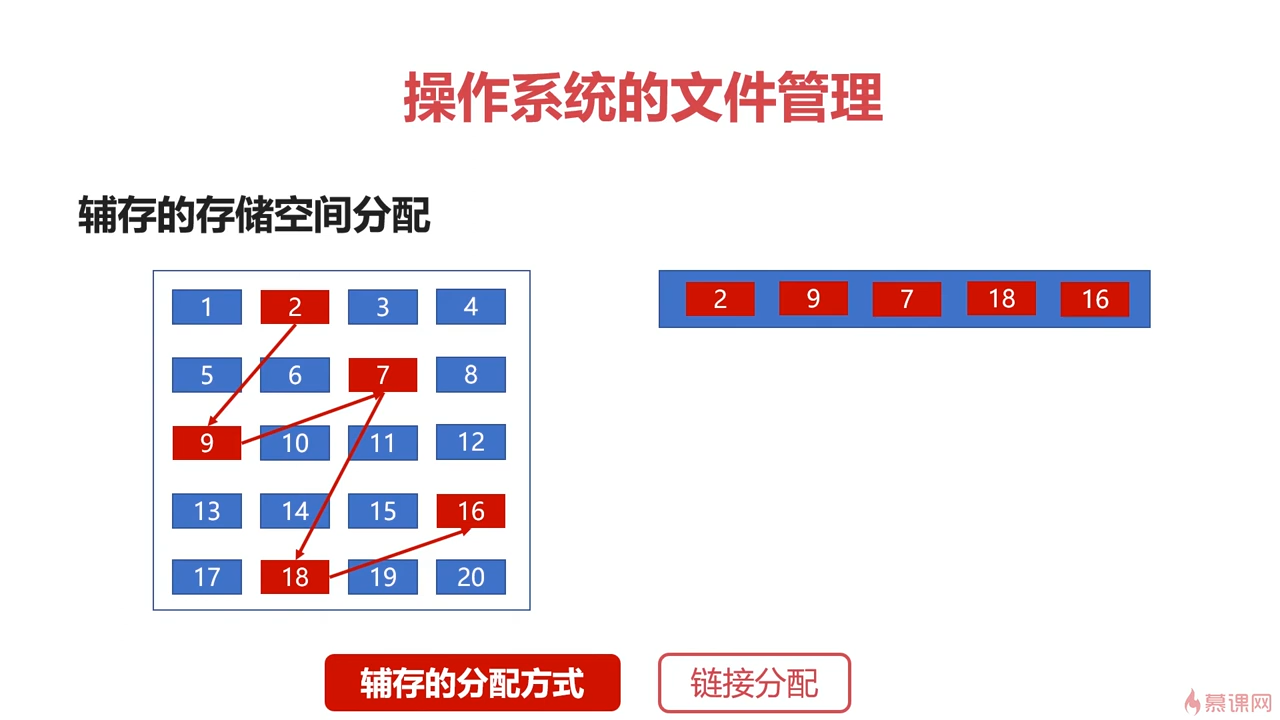 操作系统的文件管理
辅存的存储空间分配
1 2 3 4
5 6 7 8
9 10 11 12
13 14 15 16
17 18 19 20
2 9 7 18 16
辅存的分配方式
链接分配
慕课网